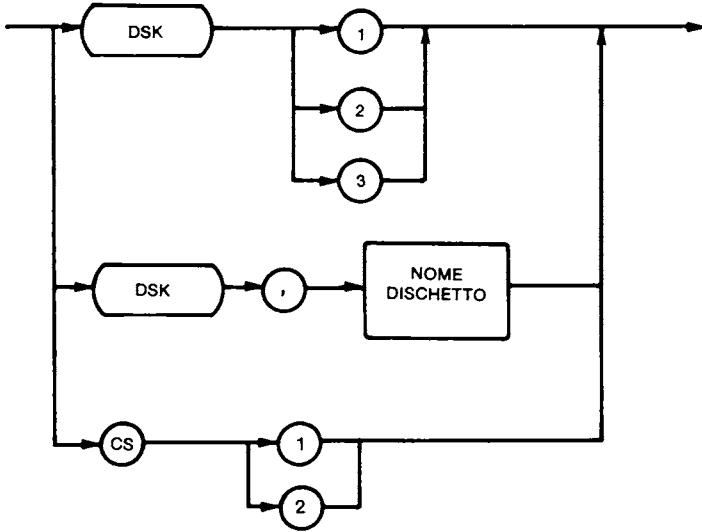 DSK 1
2
3
DSK , NOME
DISCHETTO
CS 1
2